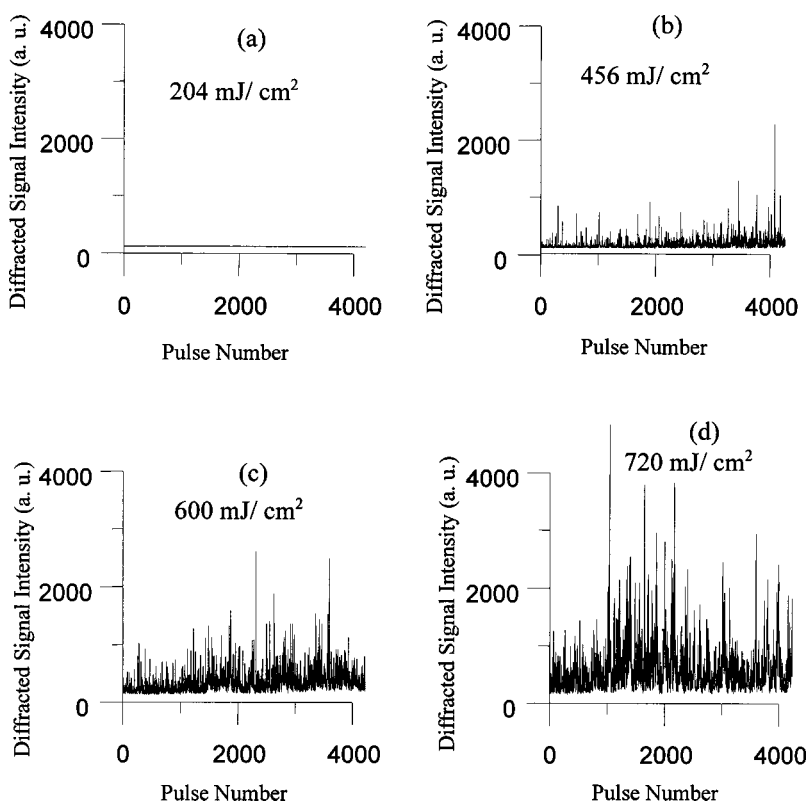 (a)
204 mJ/ cm²
Diffracted Signal Intensity (a. u.)
4000
2000
0
0 2000 4000
Pulse Number
(b)
456 mJ/ cm²
Diffracted Signal Intensity (a. u.)
4000
2000
0
0 2000 4000
Pulse Number
(c)
600 mJ/ cm²
Diffracted Signal Intensity (a. u.)
4000
2000
0
0 2000 4000
Pulse Number
(d)
720 mJ/ cm²
Diffracted Signal Intensity (a. u.)
4000
2000
0
0 2000 4000
Pulse Number